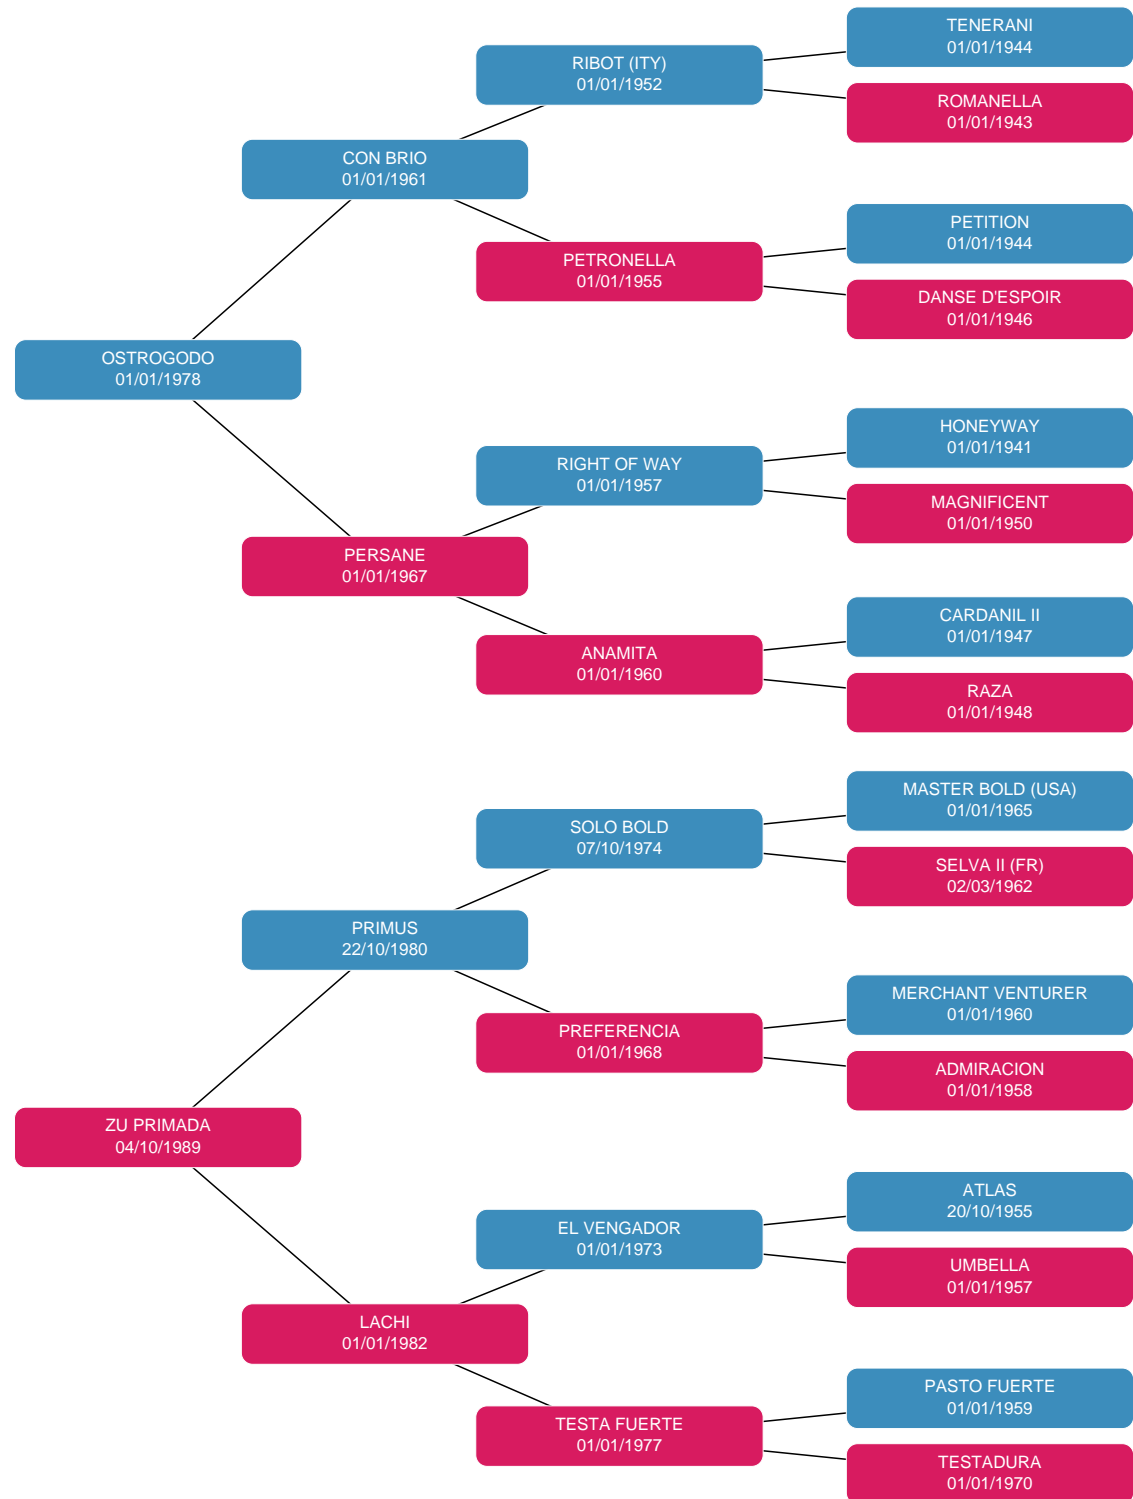 TENERANI
01/01/1944
RIBOT (ITY)
01/01/1952
ROMANELLA
01/01/1943
CON BRIO
01/01/1961
PETITION
01/01/1944
PETRONELLA
01/01/1955
DANSE D'ESPOIR
01/01/1946
OSTROGODO
01/01/1978
HONEYWAY
01/01/1941
RIGHT OF WAY
01/01/1957
MAGNIFICENT
01/01/1950
PERSANE
01/01/1967
CARDANIL II
01/01/1947
ANAMITA
01/01/1960
RAZA
01/01/1948
MASTER BOLD (USA)
01/01/1965
SOLO BOLD
07/10/1974
SELVA II (FR)
02/03/1962
PRIMUS
22/10/1980
MERCHANT VENTURER
01/01/1960
PREFERENCIA
01/01/1968
ADMIRACION
01/01/1958
ZU PRIMADA
04/10/1989
ATLAS
20/10/1955
EL VENGADOR
01/01/1973
UMBELLA
01/01/1957
LACHI
01/01/1982
PASTO FUERTE
01/01/1959
TESTA FUERTE
01/01/1977
TESTADURA
01/01/1970